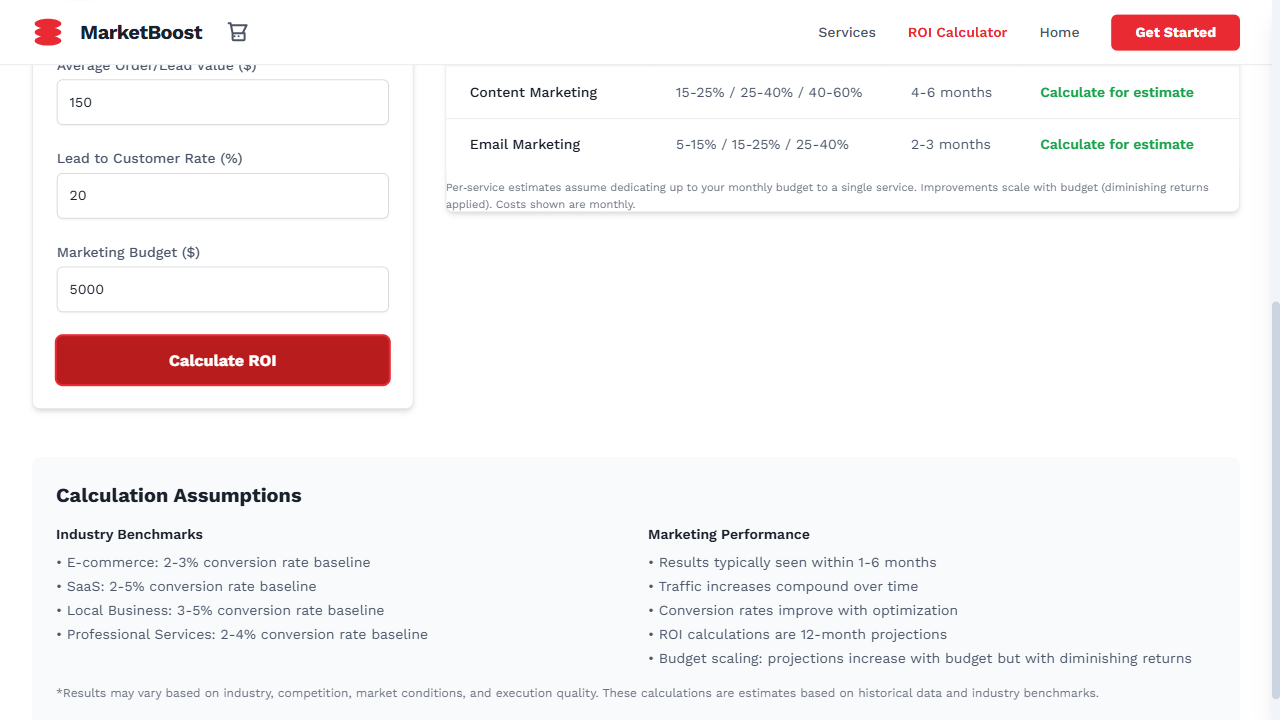 MarketBoost
Services
ROI Calculator
Home
Get Started
Average Order/Lead Value ($)
150
Lead to Customer Rate (%)
20
Marketing Budget ($)
5000
Calculate ROI
Content Marketing 15-25% / 25-40% / 40-60% 4-6 months Calculate for estimate
Email Marketing 5-15% / 15-25% / 25-40% 2-3 months Calculate for estimate
Per-service estimates assume dedicating up to your monthly budget to a single service. Improvements scale with budget (diminishing returns
applied). Costs shown are monthly.
Calculation Assumptions
Industry Benchmarks
• E-commerce: 2-3% conversion rate baseline
• SaaS: 2-5% conversion rate baseline
• Local Business: 3-5% conversion rate baseline
• Professional Services: 2-4% conversion rate baseline
Marketing Performance
• Results typically seen within 1-6 months
• Traffic increases compound over time
• Conversion rates improve with optimization
• ROI calculations are 12-month projections
• Budget scaling: projections increase with budget but with diminishing returns
*Results may vary based on industry, competition, market conditions, and execution quality. These calculations are estimates based on historical data and industry benchmarks.